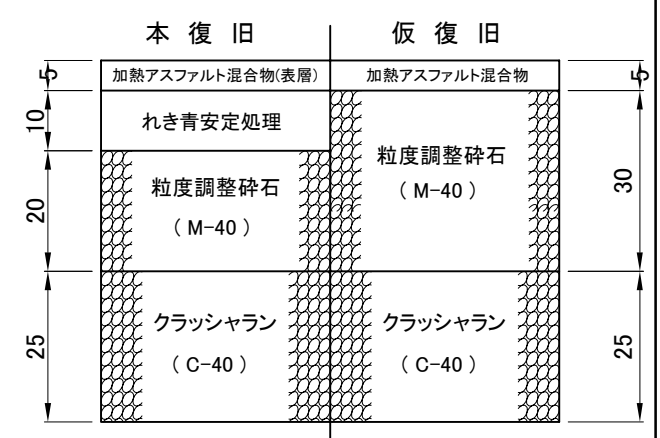 本復旧
仮復旧
5
加熱アスファルト混合物(表層)
加熱アスファルト混合物
5
10
れき青安定処理
20
粒度調整砕石
( M-40 )
粒度調整砕石
( M-40 )
30
25
クラッシャラン
( C-40 )
クラッシャラン
( C-40 )
25